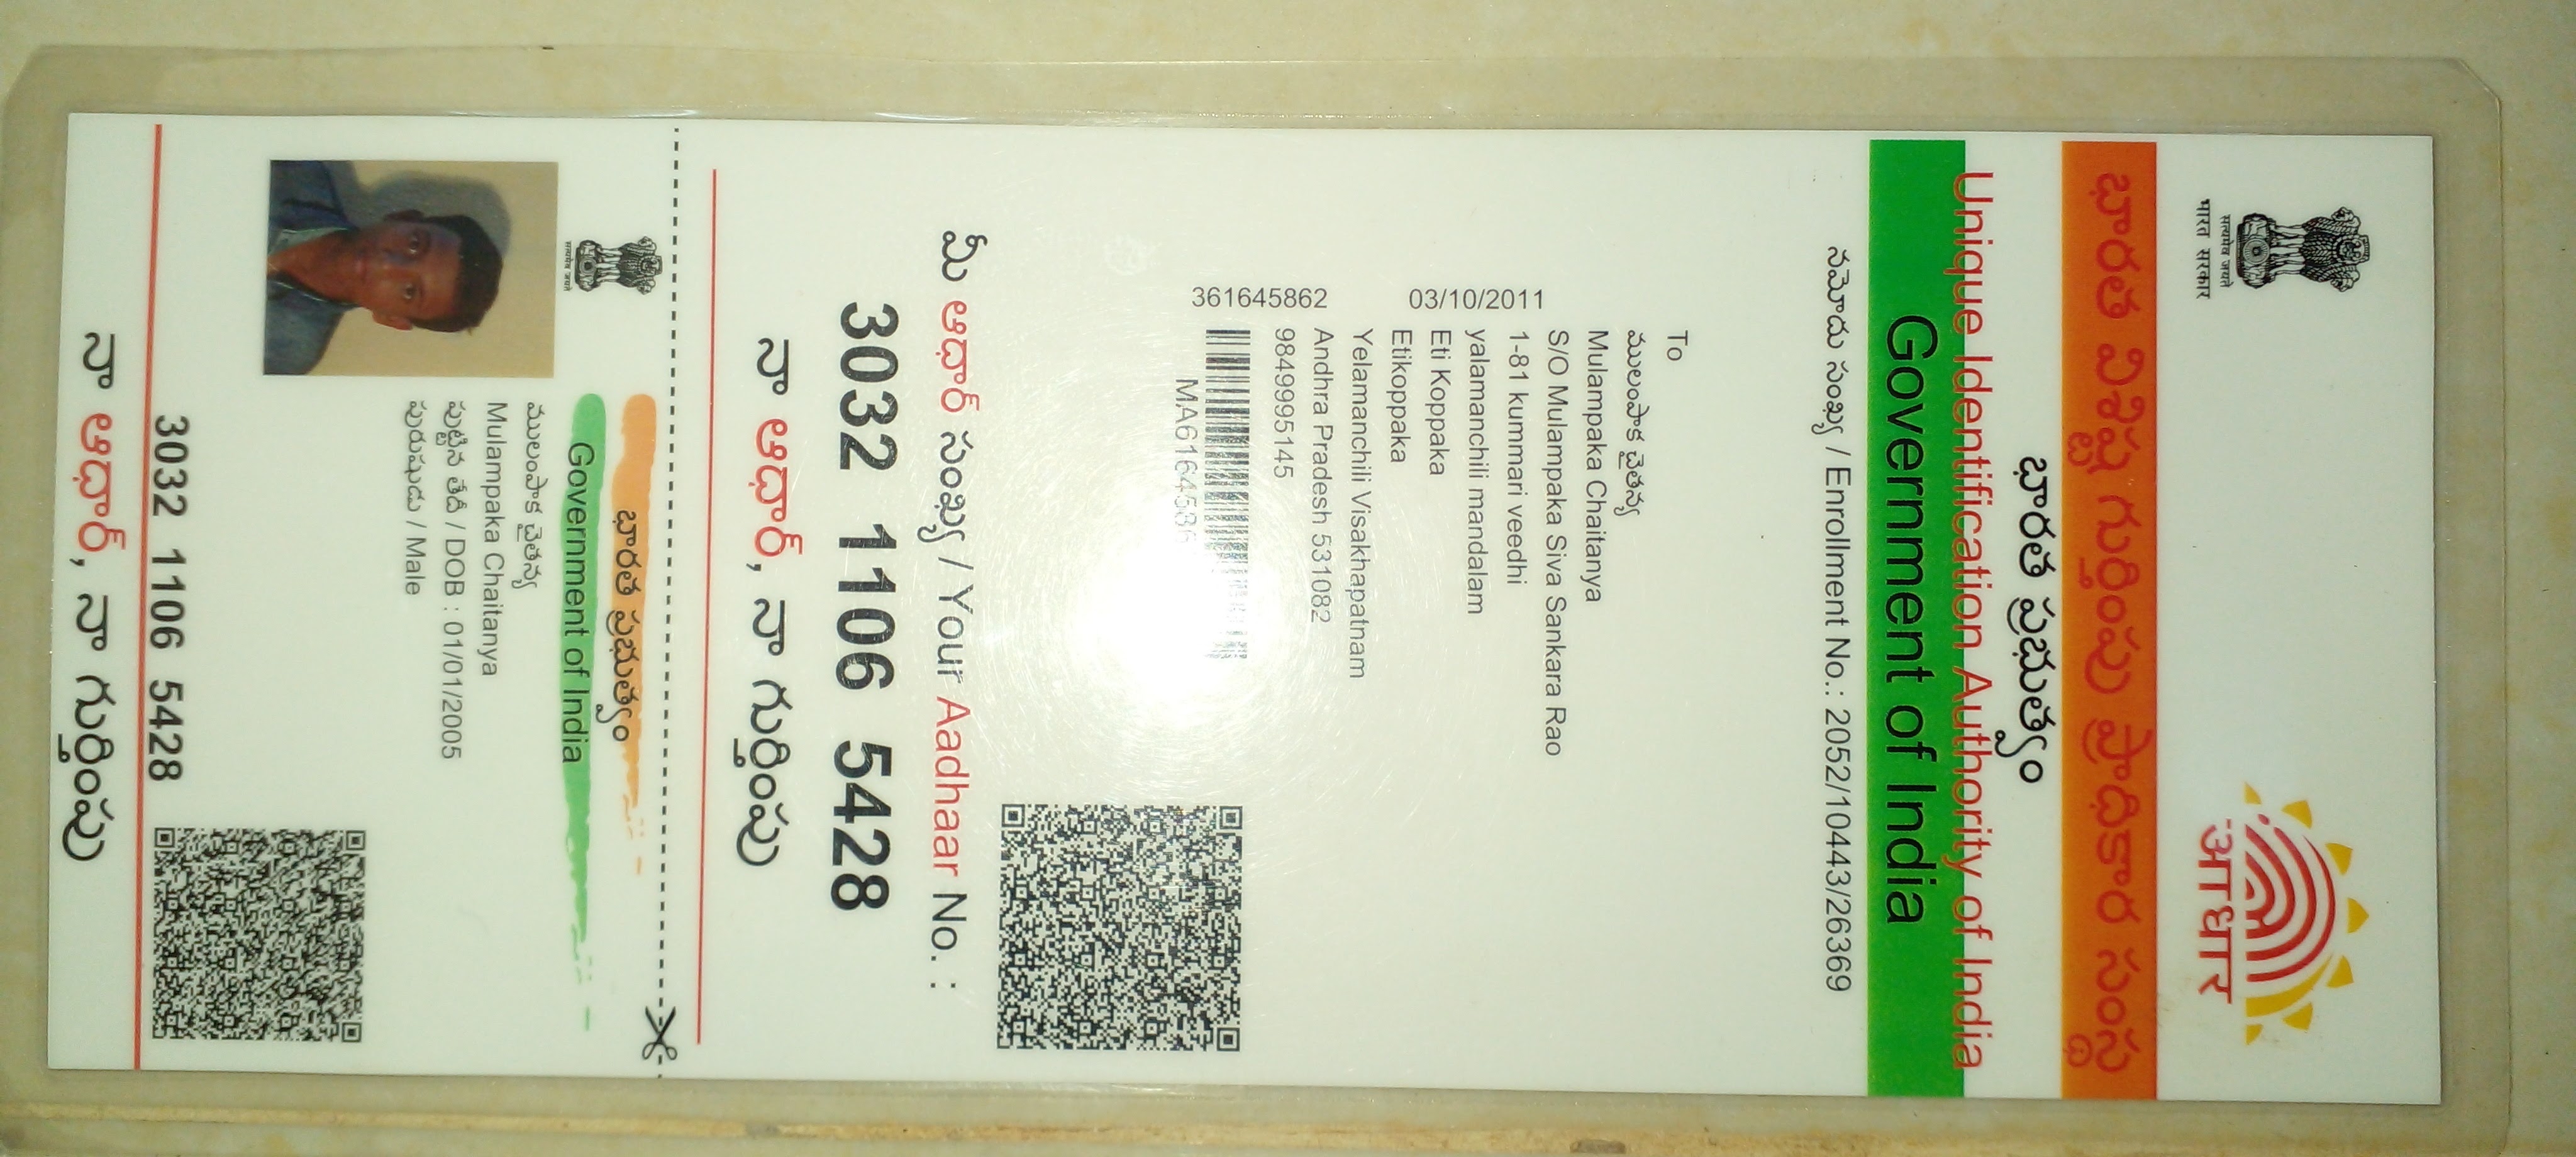 सत्यमेव जयते
भारत सरकार
आधार
భారత విశిష్ట గుర్తింపు ప్రాధికార సంస్థ
భారత ప్రభుత్వం
Unique Identification Authority of India
Government of India
నమోదు సంఖ్య / Enrollment No.: 2052/10443/26369
To
ములంపాక చైతన్య
Mulampaka Chaitanya
S/O Mulampaka Siva Sankara Rao
1-81 kummari veedhi
yalamanchili mandalam
Eti Koppaka
Etikoppaka
Yelamanchili Visakhapatnam
Andhra Pradesh 531082
9849995145
03/10/2011
361645862
మీ ఆధార్ సంఖ్య / Your Aadhaar No. :
3032 1106 5428
నా ఆధార్, నా గుర్తింపు
सत्यमेव जयते
భారత ప్రభుత్వం
Government of India
ములంపాక చైతన్య
Mulampaka Chaitanya
పుట్టిన తేదీ / DOB : 01/01/2005
పురుషుడు / Male
3032 1106 5428
నా ఆధార్, నా గుర్తింపు